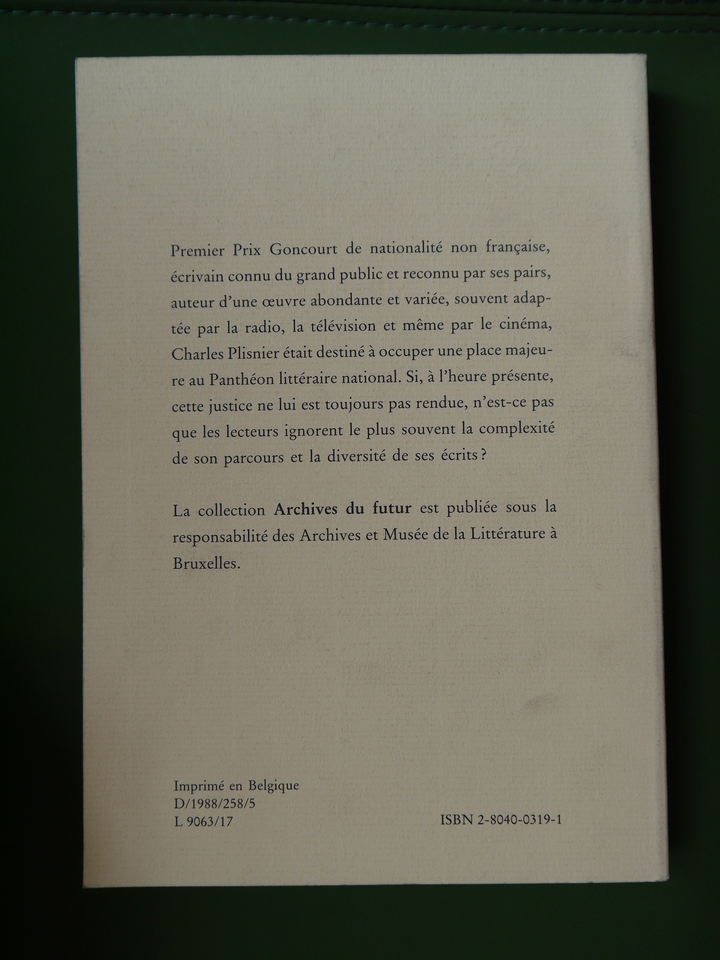 Premier Prix Goncourt de nationalité non française,
écrivain connu du grand public et reconnu par ses pairs,
auteur d'une œuvre abondante et variée, souvent adap-
tée par la radio, la télévision et même par le cinéma,
Charles Plisnier était destiné à occuper une place majeu-
re au Panthéon littéraire national. Si, à l'heure présente,
cette justice ne lui est toujours pas rendue, n'est-ce pas
que les lecteurs ignorent le plus souvent la complexité
de son parcours et la diversité de ses écrits ?
La collection Archives du futur est publiée sous la
responsabilité des Archives et Musée de la Littérature à
Bruxelles.
Imprimé en Belgique
D/1988/258/5
L 9063/17
ISBN 2-8040-0319-1